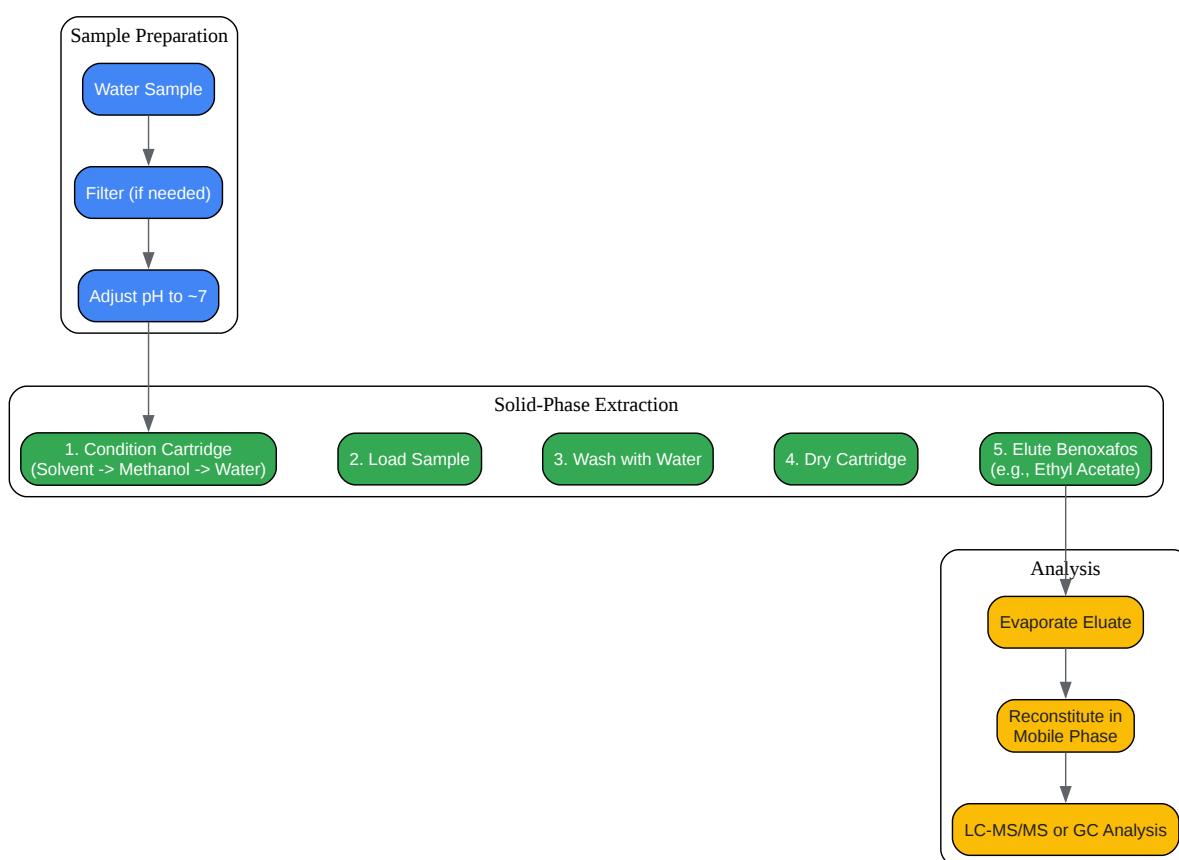 Sample Preparation
Water Sample
Filter (if needed)
Adjust pH to ~7
Solid-Phase Extraction
1. Condition Cartridge
(Solvent -> Methanol -> Water)
2. Load Sample
3. Wash with Water
4. Dry Cartridge
5. Elute Benoxafos
(e.g., Ethyl Acetate)
Analysis
Evaporate Eluate
Reconstitute in
Mobile Phase
LC-MS/MS or GC Analysis